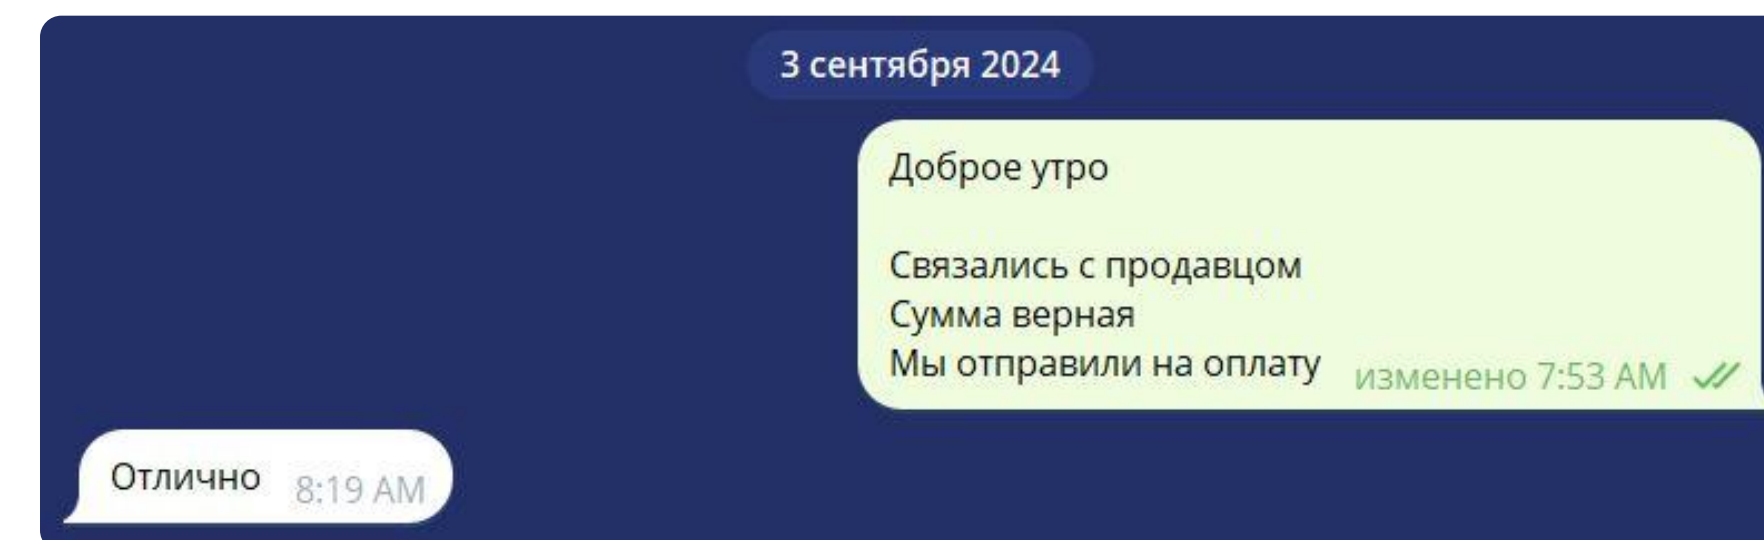 3 сентября 2024
Доброе утро
Связались с продавцом
Сумма верная
Мы отправили на оплату изменено 7:53 AM
Отлично 8:19 AM